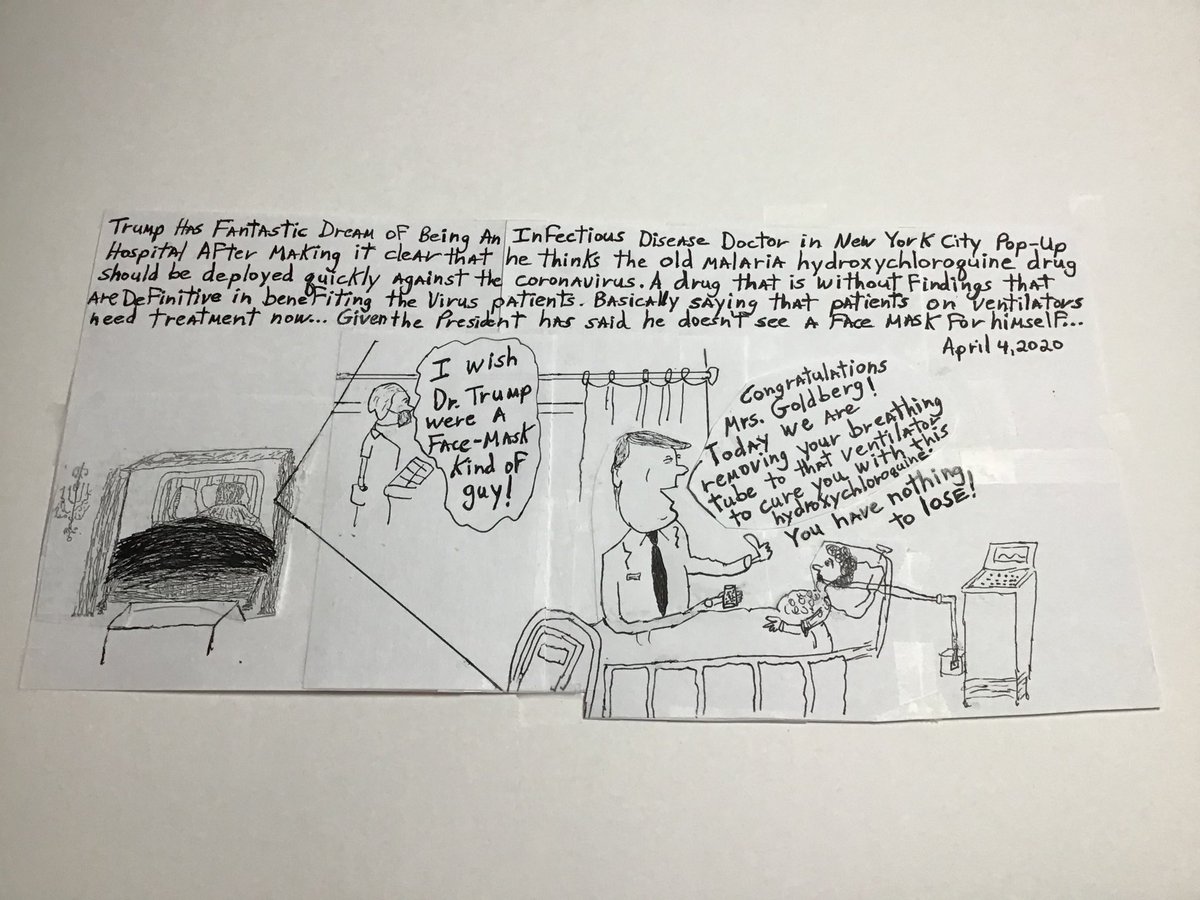 Trump Has Fantastic Dream of Being An Infectious Disease Doctor in New York City Pop-Up
Hospital After Making it clear that he thinks the old malaria hydroxychloroquine drug
should be deployed quickly against the coronavirus. A drug that is without findings that
are definitive in benefiting the virus patients. Basically saying that patients on ventilators
need treatment now... Given the President has said he doesn't see a face mask for himself...
April 4, 2020
I wish
Dr. Trump
were a
Face-Mask
kind of
guy!
Congratulations
Mrs. Goldberg!
Today we are
removing your breathing
tube to that ventilator
to cure you with this
hydroxychloroquine.
You have nothing
to lose!